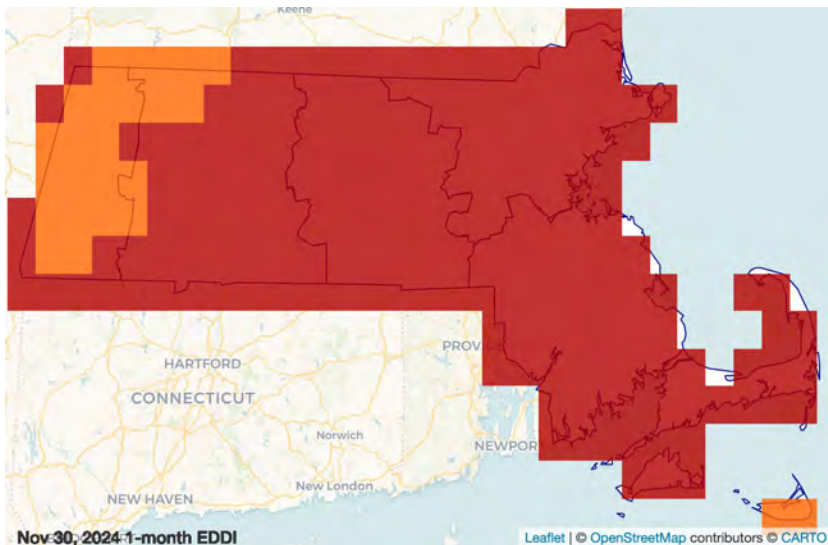 Keene
HARTFORD
PROVI
CONNECTICUT
Norwich
NEWPOR
New London
NEW HAVEN
Nov 30, 2024 1-month EDDI
Leaflet | © OpenStreetMap contributors © CARTO